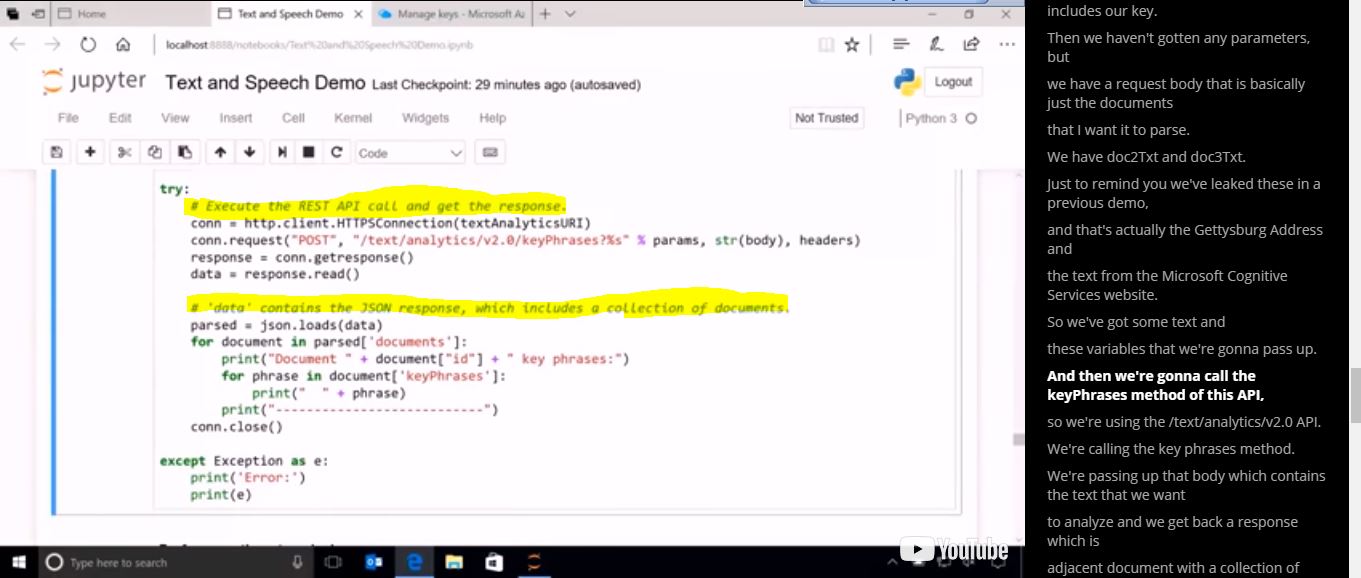 Home
Text and Speech Demo
Manage keys - Microsoft Az
localhost:8888/notebooks/Text%20and%20Speech%20Demo.ipynb
jupyter Text and Speech Demo Last Checkpoint: 29 minutes ago (autosaved)
Logout
File Edit View Insert Cell Kernel Widgets Help
Not Trusted
Python 3
Code
try:
# Execute the REST API call and get the response.
conn = http.client.HTTPSConnection(textAnalyticsURI)
conn.request("POST", "/text/analytics/v2.0/keyPhrases?%s" % params, str(body), headers)
response = conn.getresponse()
data = response.read()
# 'data' contains the JSON response, which includes a collection of documents.
parsed = json.loads(data)
for document in parsed['documents']:
print("Document " + document["id"] + " key phrases:")
for phrase in document['keyPhrases']:
print("  " + phrase)
print("---------------------------")
conn.close()
except Exception as e:
print('Error:')
print(e)
Type here to search
YouTube
includes our key.
Then we haven't gotten any parameters,
but
we have a request body that is basically
just the documents
that I want it to parse.
We have doc2Txt and doc3Txt.
Just to remind you we've leaked these in a
previous demo,
and that's actually the Gettysburg Address
and
the text from the Microsoft Cognitive
Services website.
So we've got some text and
these variables that we're gonna pass up.
And then we're gonna call the
keyPhrases method of this API,
so we're using the /text/analytics/v2.0 API.
We're calling the key phrases method.
We're passing up that body which contains
the text that we want
to analyze and we get back a response
which is
adjacent document with a collection of